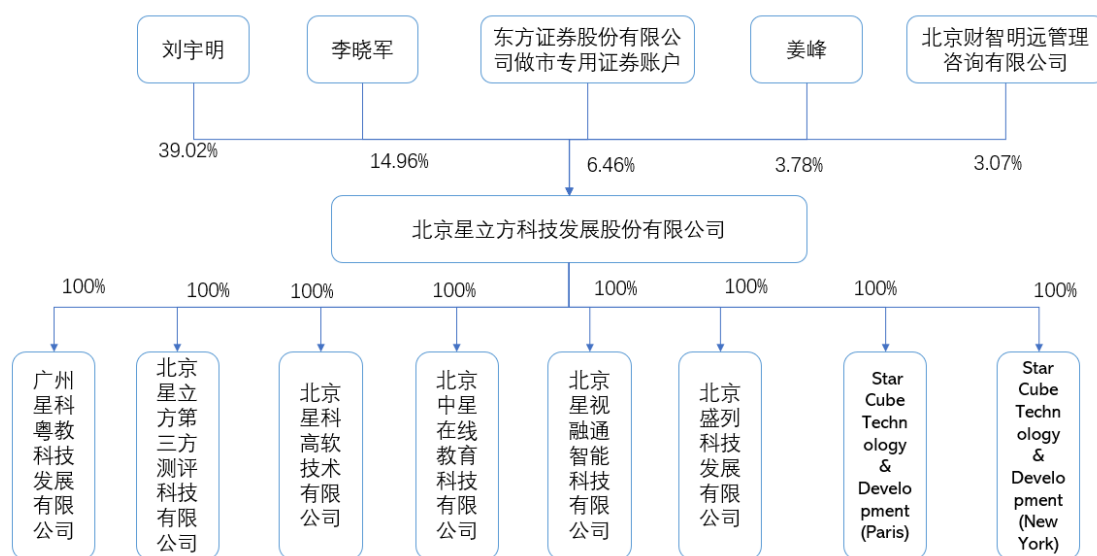 刘宇明
李晓军
东方证券股份有限公
司做市专用证券账户
姜峰
北京财智明远管理
咨询有限公司
39.02%
14.96%
6.46%
3.78%
3.07%
北京星立方科技发展股份有限公司
100%
100%
100%
100%
100%
100%
100%
100%
广州
星科
粤教
科技
发展
有限
公司
北京
星立
方第
三方
测评
科技
有限
公司
北京
星科
高软
技术
有限
公司
北京
中星
在线
教育
科技
有限
公司
北京
星视
融通
智能
科技
有限
公司
北京
盛列
科技
发展
有限
公司
Star
Cube
Techn
ology
&
Develo
pment
(Paris)
Star
Cube
Techn
ology
&
Develo
pment
(New
York)